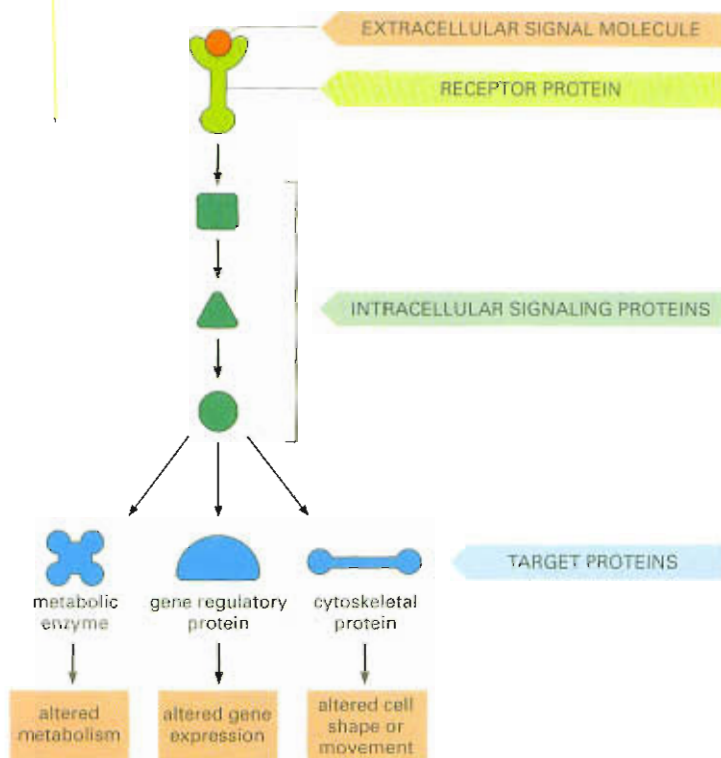 EXTRACELLULAR SIGNAL MOLECULE
RECEPTOR PROTEIN
INTRACELLULAR SIGNALING PROTEINS
TARGET PROTEINS
metabolic
enzyme
gene regulatory
protein
cytoskeletal
protein
altered
metabolism
altered gene
expression
altered cell
shape or
movement